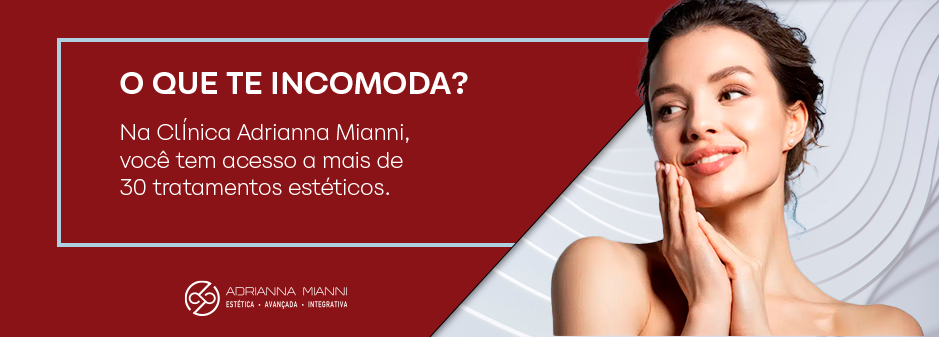 O QUE TE INCOMODA?
Na ClÍnica Adrianna Mianni,
você tem acesso a mais de
30 tratamentos estéticos.
ADRIANNA MIANNI
ESTÉTICA • AVANÇADA • INTEGRATIVA